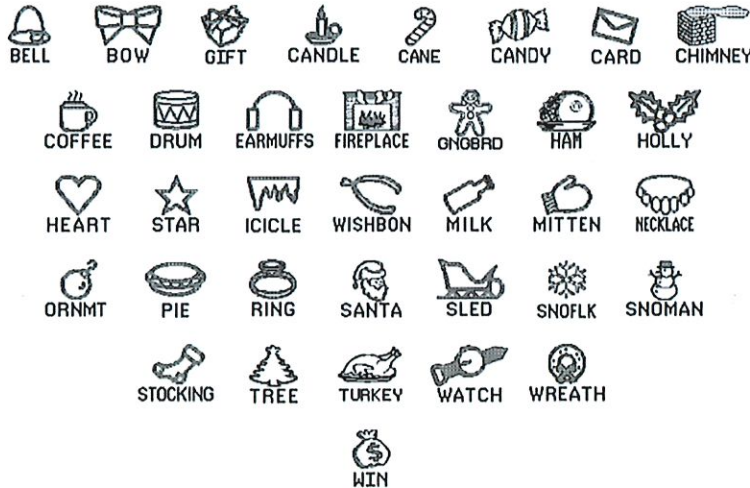 BELL BOW GIFT CANDLE CANE CANDY CARD CHIMNEY
COFFEE DRUM EARMUFFS FIREPLACE GNGBRD HAM HOLLY
HEART STAR ICICLE WISHBON MILK MITTEN NECKLACE
ORNMT PIE RING SANTA SLED SNOFLK SNOMAN
STOCKING TREE TURKEY WATCH WREATH
$
WIN